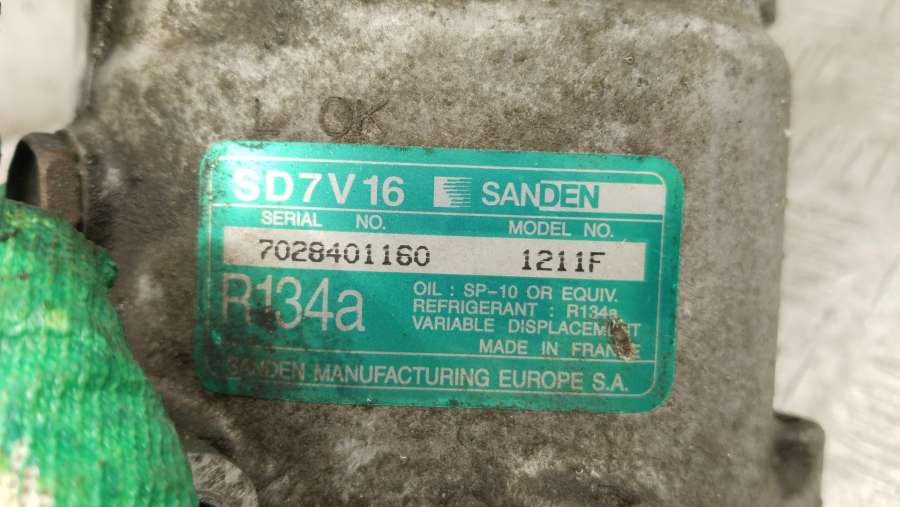 L OK
SD7V16 SANDEN
SERIAL NO. MODEL NO.
7028401160 1211F
R134a
OIL : SP-10 OR EQUIV.
REFRIGERANT : R134a
VARIABLE DISPLACEMENT
MADE IN FRANCE
SANDEN MANUFACTURING EUROPE S.A.